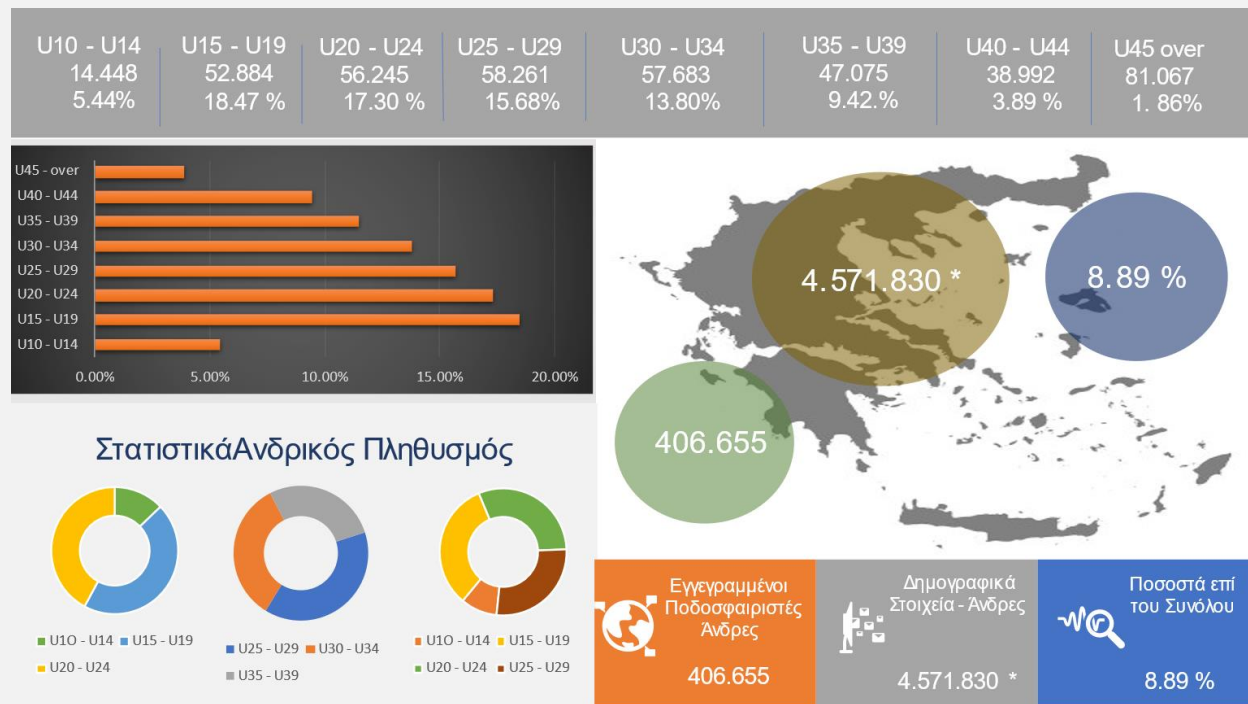 U10 - U14
14.448
5.44%
U15 - U19
52.884
18.47 %
U20 - U24
56.245
17.30 %
U25 - U29
58.261
15.68%
U30 - U34
57.683
13.80%
U35 - U39
47.075
9.42.%
U40 - U44
38.992
3.89 %
U45 over
81.067
1. 86%
U45 - over
U40 - U44
U35 - U39
U30 - U34
U25 - U29
U20 - U24
U15 - U19
U10 - U14
0.00% 5.00% 10.00% 15.00% 20.00%
4.571.830 *
8.89 %
406.655
ΣτατιστικάΑνδρικός Πληθυσμός
U1O - U14 U15 - U19
U20 - U24
U25 - U29 U30 - U34
U35 - U39
U1O - U14 U15 - U19
U20 - U24 U25 - U29
Εγγεγραμμένοι
Ποδοσφαιριστές
Άνδρες
406.655
Δημογραφικά
Στοιχεία - Άνδρες
4.571.830 *
Ποσοστά επί
του Συνόλου
8.89 %